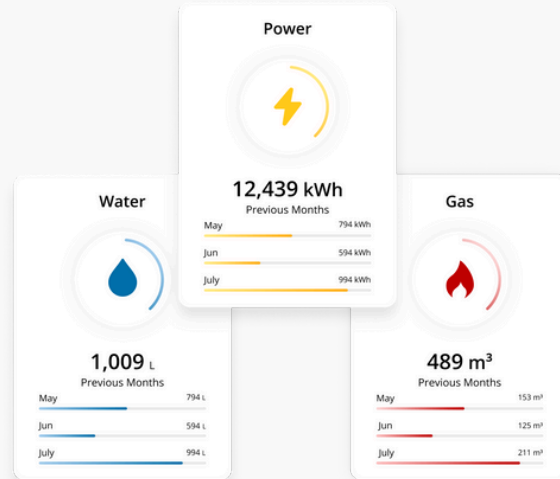 Power
12,439 kWh
Previous Months
May 794 kWh
Jun 594 kWh
July 994 kWh
Water
1,009 L
Previous Months
May 794 L
Jun 594 L
July 994 L
Gas
489 m³
Previous Months
May 153 m³
Jun 125 m³
July 211 m³